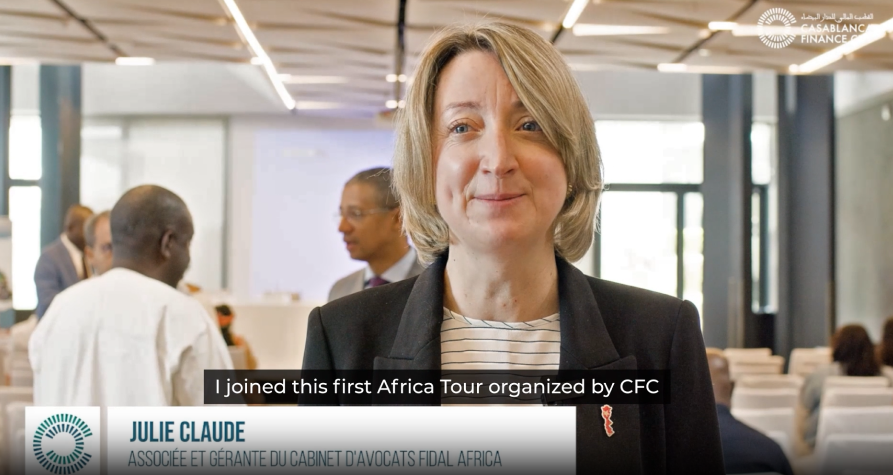 القطب المالي للدار البيضاء
CASABLANCA
FINANCE CITY
I joined this first Africa Tour organized by CFC
JULIE CLAUDE
ASSOCIÉE ET GÉRANTE DU CABINET D'AVOCATS FIDAL AFRICA